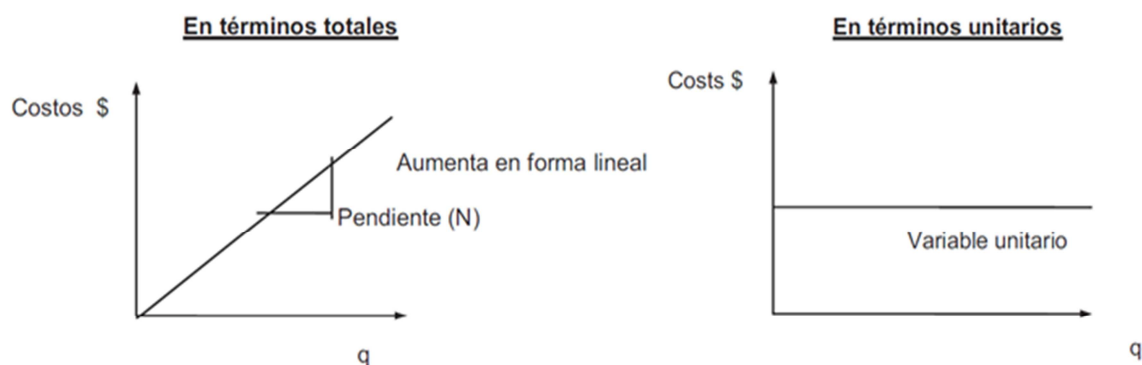 En términos totales
Costos $
Aumenta en forma lineal
Pendiente (N)
q
En términos unitarios
Costs $
Variable unitario
q